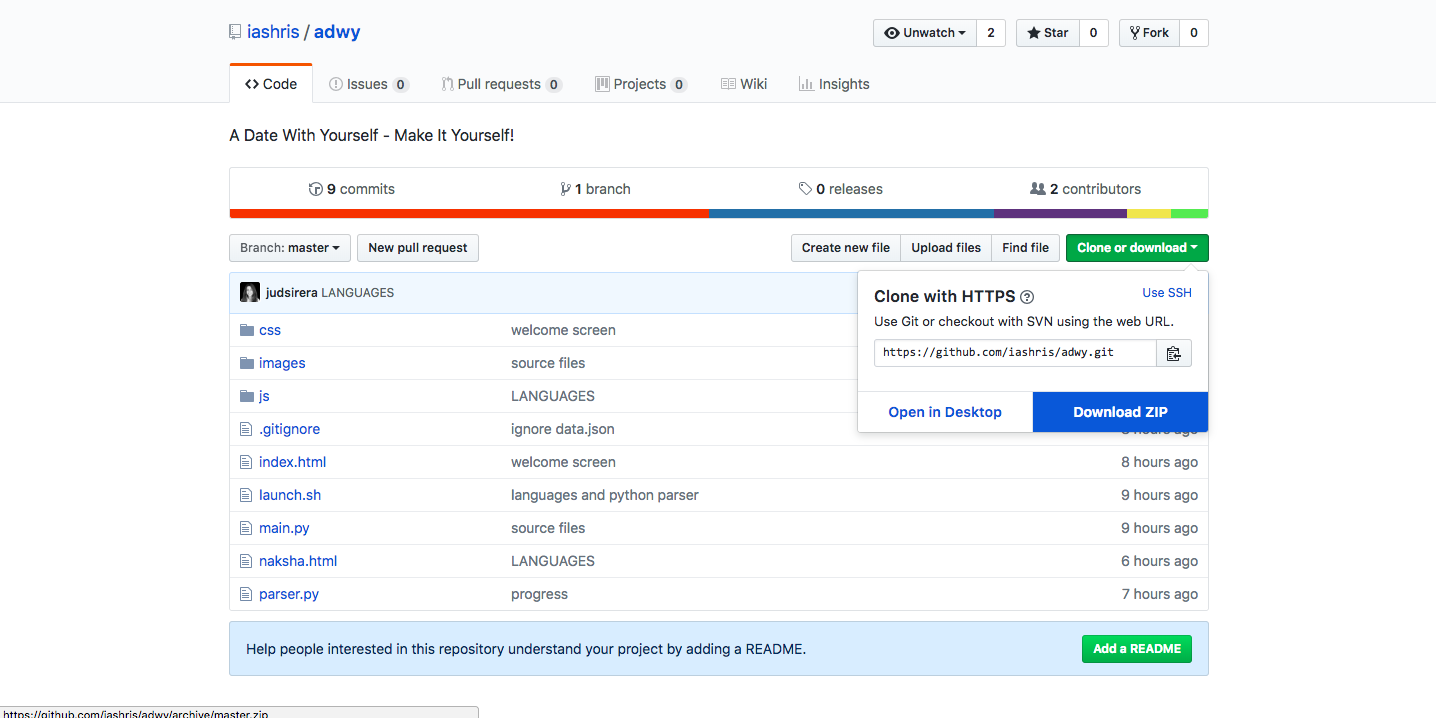 iashris / adwy
Unwatch 2 Star 0 Fork 0
Code Issues 0 Pull requests 0 Projects 0 Wiki Insights
A Date With Yourself - Make It Yourself!
9 commits 1 branch 0 releases 2 contributors
Branch: master New pull request Create new file Upload files Find file Clone or download
judsirera LANGUAGES
Clone with HTTPS ? Use SSH
Use Git or checkout with SVN using the web URL.
https://github.com/iashris/adwy.git
Open in Desktop Download ZIP
css welcome screen
images source files
js LANGUAGES
.gitignore ignore data.json hours ago
index.html welcome screen 8 hours ago
launch.sh languages and python parser 9 hours ago
main.py source files 9 hours ago
naksha.html LANGUAGES 6 hours ago
parser.py progress 7 hours ago
Help people interested in this repository understand your project by adding a README. Add a README
https://github.com/iashris/adwy/archive/master.zip